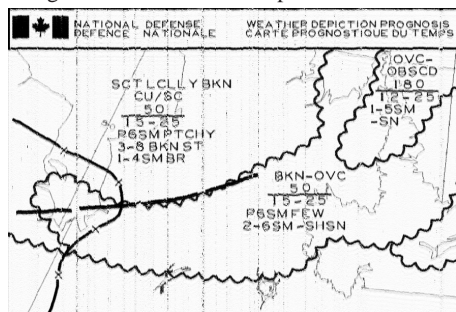 NATIONAL DEFENSE
DEFENCE NATIONALE
WEATHER DEPICTION PROGNOSIS
CARTE PROGNOSTIQUE DU TEMPS
SCT LCLLY BKN
CU/SC
50
15-25
P6SM PTCHY
3-8 BKN ST
1-4SM BR
OVC-
OBSCD
180
12-25
1-5SM
-SN
BKN-OVC
50
15-25
P6SM FEW
2-6SM -SHSN